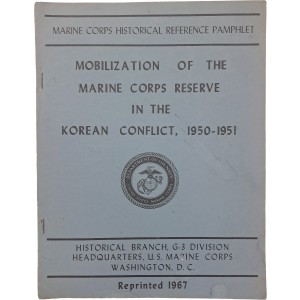 MARINE CORPS HISTORICAL REFERENCE PAMPHLET
MOBILIZATION OF THE
MARINE CORPS RESERVE
IN THE
KOREAN CONFLICT, 1950-1951
HISTORICAL BRANCH, G-3 DIVISION
HEADQUARTERS, U.S. MARINE CORPS
WASHINGTON, D.C.
Reprinted 1967